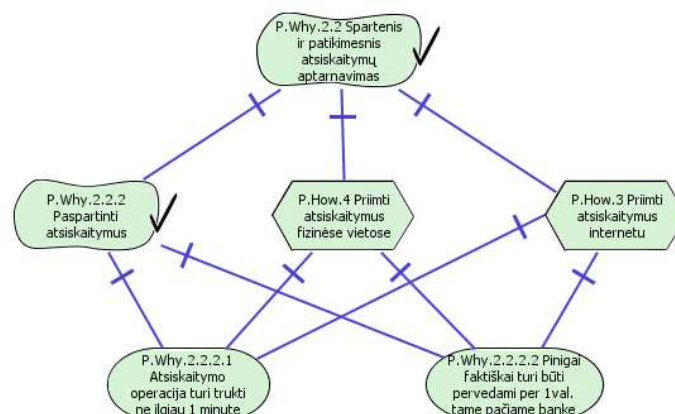 P.Why.2.2 Spartenis
ir patikimesnis
atsiskaitymų
aptarnavimas
P.Why.2.2.2
Paspartinti
atsiskaitymus
P.How.4 Priimti
atsiskaitymus
fizinėse vietose
P.How.3 Priimti
atsiskaitymus
internetu
P.Why.2.2.2.1
Atsiskaitymo
operacija turi trukti
ne ilgiau 1 minute
P.Why.2.2.2.2 Pinigai
faktiškai turi būti
pervedami per 1val.
tame pačiame banke